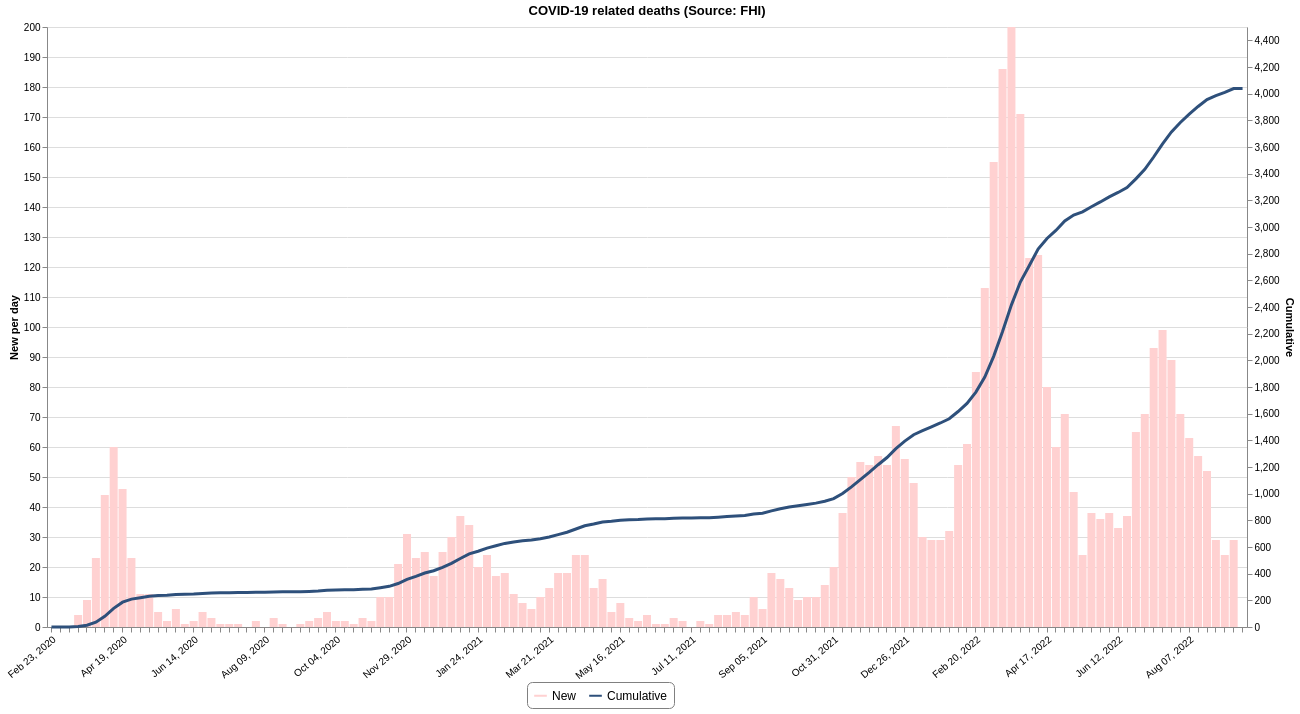 COVID-19 related deaths (Source: FHI)
200
190
180
170
160
150
140
130
120
110
100
90
80
70
60
50
40
30
20
10
0
New per day
4,400
4,200
4,000
3,800
3,600
3,400
3,200
3,000
2,800
2,600
2,400
2,200
2,000
1,800
1,600
1,400
1,200
1,000
800
600
400
200
0
Cumulative
Feb 23, 2020
Apr 19, 2020
Jun 14, 2020
Aug 09, 2020
Oct 04, 2020
Nov 29, 2020
Jan 24, 2021
Mar 21, 2021
May 16, 2021
Jul 11, 2021
Sep 05, 2021
Oct 31, 2021
Dec 26, 2021
Feb 20, 2022
Apr 17, 2022
Jun 12, 2022
Aug 07, 2022
New Cumulative